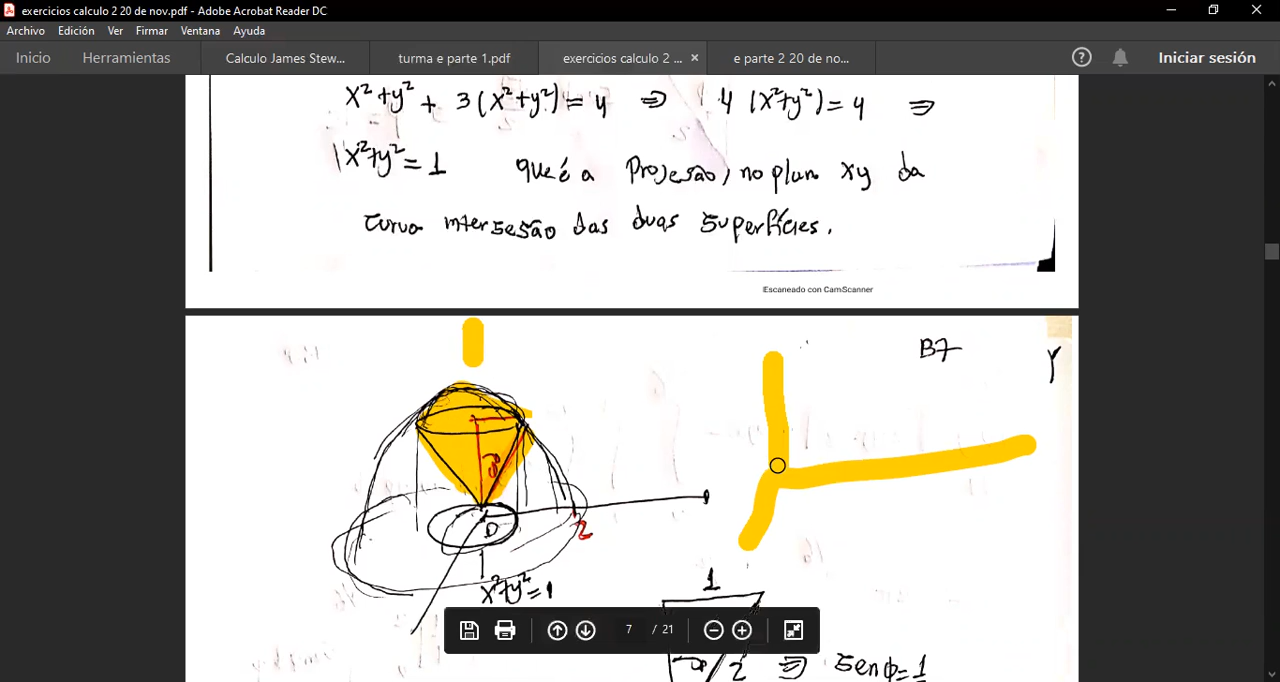 exercicios calculo 2 20 de nov.pdf - Adobe Acrobat Reader DC
Archivo Edición Ver Firmar Ventana Ayuda
Inicio Herramientas Calculo James Stew... turma e parte 1.pdf exercicios calculo 2 ... × e parte 2 20 de no... Iniciar sesión
x²+y² + 3(x²+y²) = 4 ⇒ 4(x²+y²) = 4 ⇒
x²+y² = 1 que é a Projesão, no plano xy da
curva intersesão das duas superfícies.
Escaneado con CamScanner
B7
Y
φ
D
2
x²+y²=1
1
7 / 21
2 ⇒ sen φ = 1